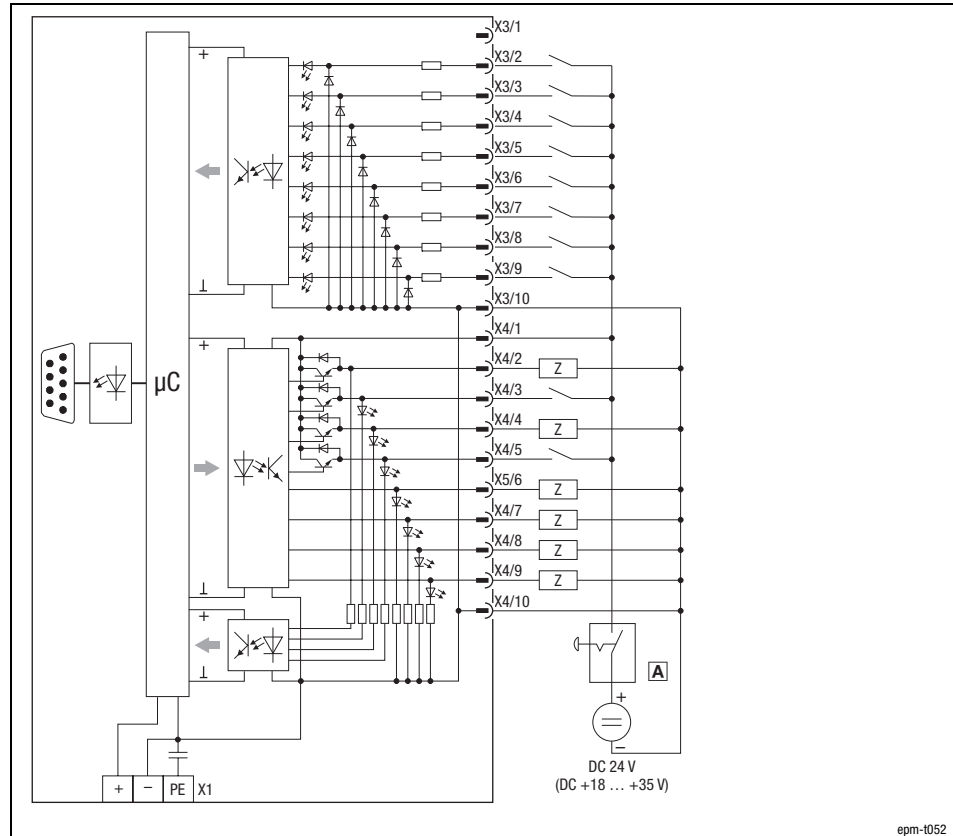 X3/1
+
X3/2
X3/3
X3/4
X3/5
X3/6
X3/7
X3/8
X3/9
⊥
X3/10
+
X4/1
X4/2
Z
µC
X4/3
X4/4
Z
X4/5
X5/6
Z
X4/7
Z
X4/8
Z
X4/9
Z
⊥
X4/10
+
⊥
A
+
−
DC 24 V
(DC +18 … +35 V)
+ − PE X1
epm-t052